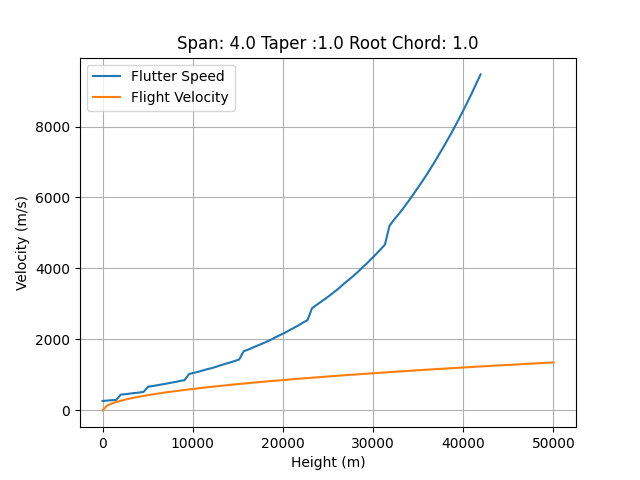 Span: 4.0 Taper :1.0 Root Chord: 1.0
Flutter Speed
Flight Velocity
Velocity (m/s)
8000
6000
4000
2000
0
0 10000 20000 30000 40000 50000
Height (m)